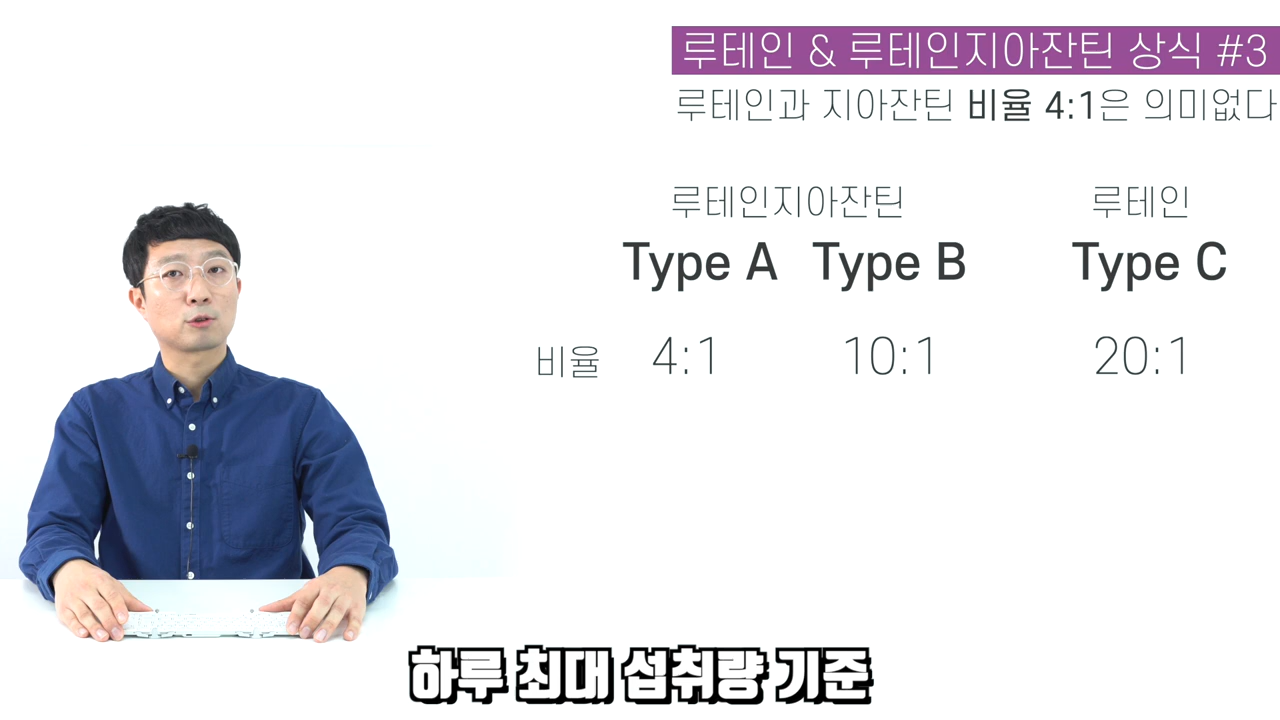 루테인 & 루테인지아잔틴 상식 #3
루테인과 지아잔틴 비율 4:1은 의미없다
루테인지아잔틴 루테인
Type A Type B Type C
비율 4:1 10:1 20:1
하루 최대 섭취량 기준